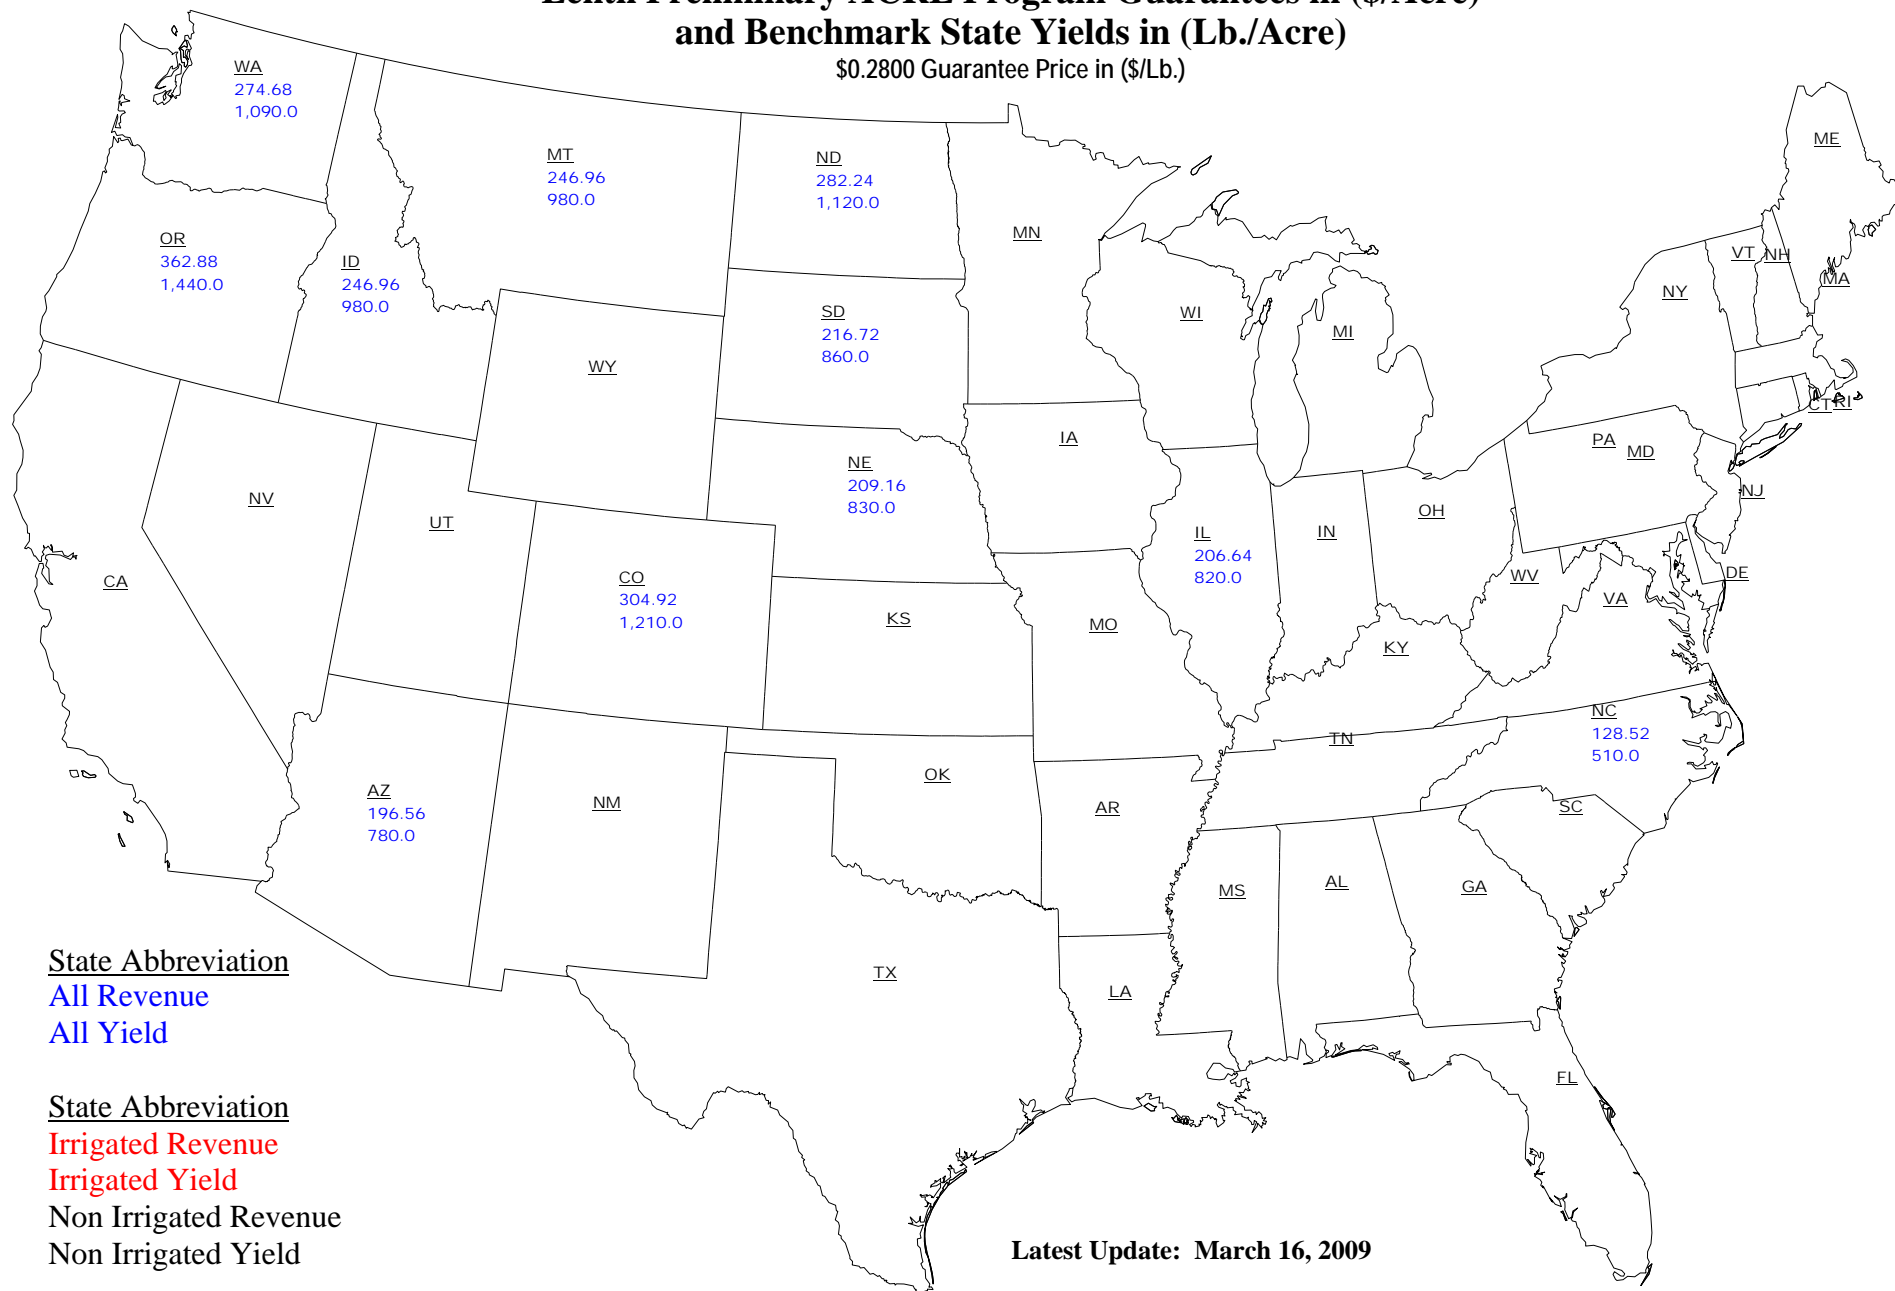 and Benchmark State Yields in (Lb./Acre)
$0.2800 Guarantee Price in ($/Lb.)
WA
274.68
1,090.0
MT
246.96
980.0
ND
282.24
1,120.0
MN
ME
OR
362.88
1,440.0
ID
246.96
980.0
SD
216.72
860.0
WI
MI
NY
VT
NH
MA
WY
CT
RI
IA
NE
209.16
830.0
PA
MD
NJ
NV
UT
CA
CO
304.92
1,210.0
IL
206.64
820.0
IN
OH
WV
DE
VA
KS
MO
KY
NC
128.52
510.0
TN
AZ
196.56
780.0
NM
OK
AR
SC
MS
AL
GA
TX
LA
FL
State Abbreviation
All Revenue
All Yield
State Abbreviation
Irrigated Revenue
Irrigated Yield
Non Irrigated Revenue
Non Irrigated Yield
Latest Update: March 16, 2009